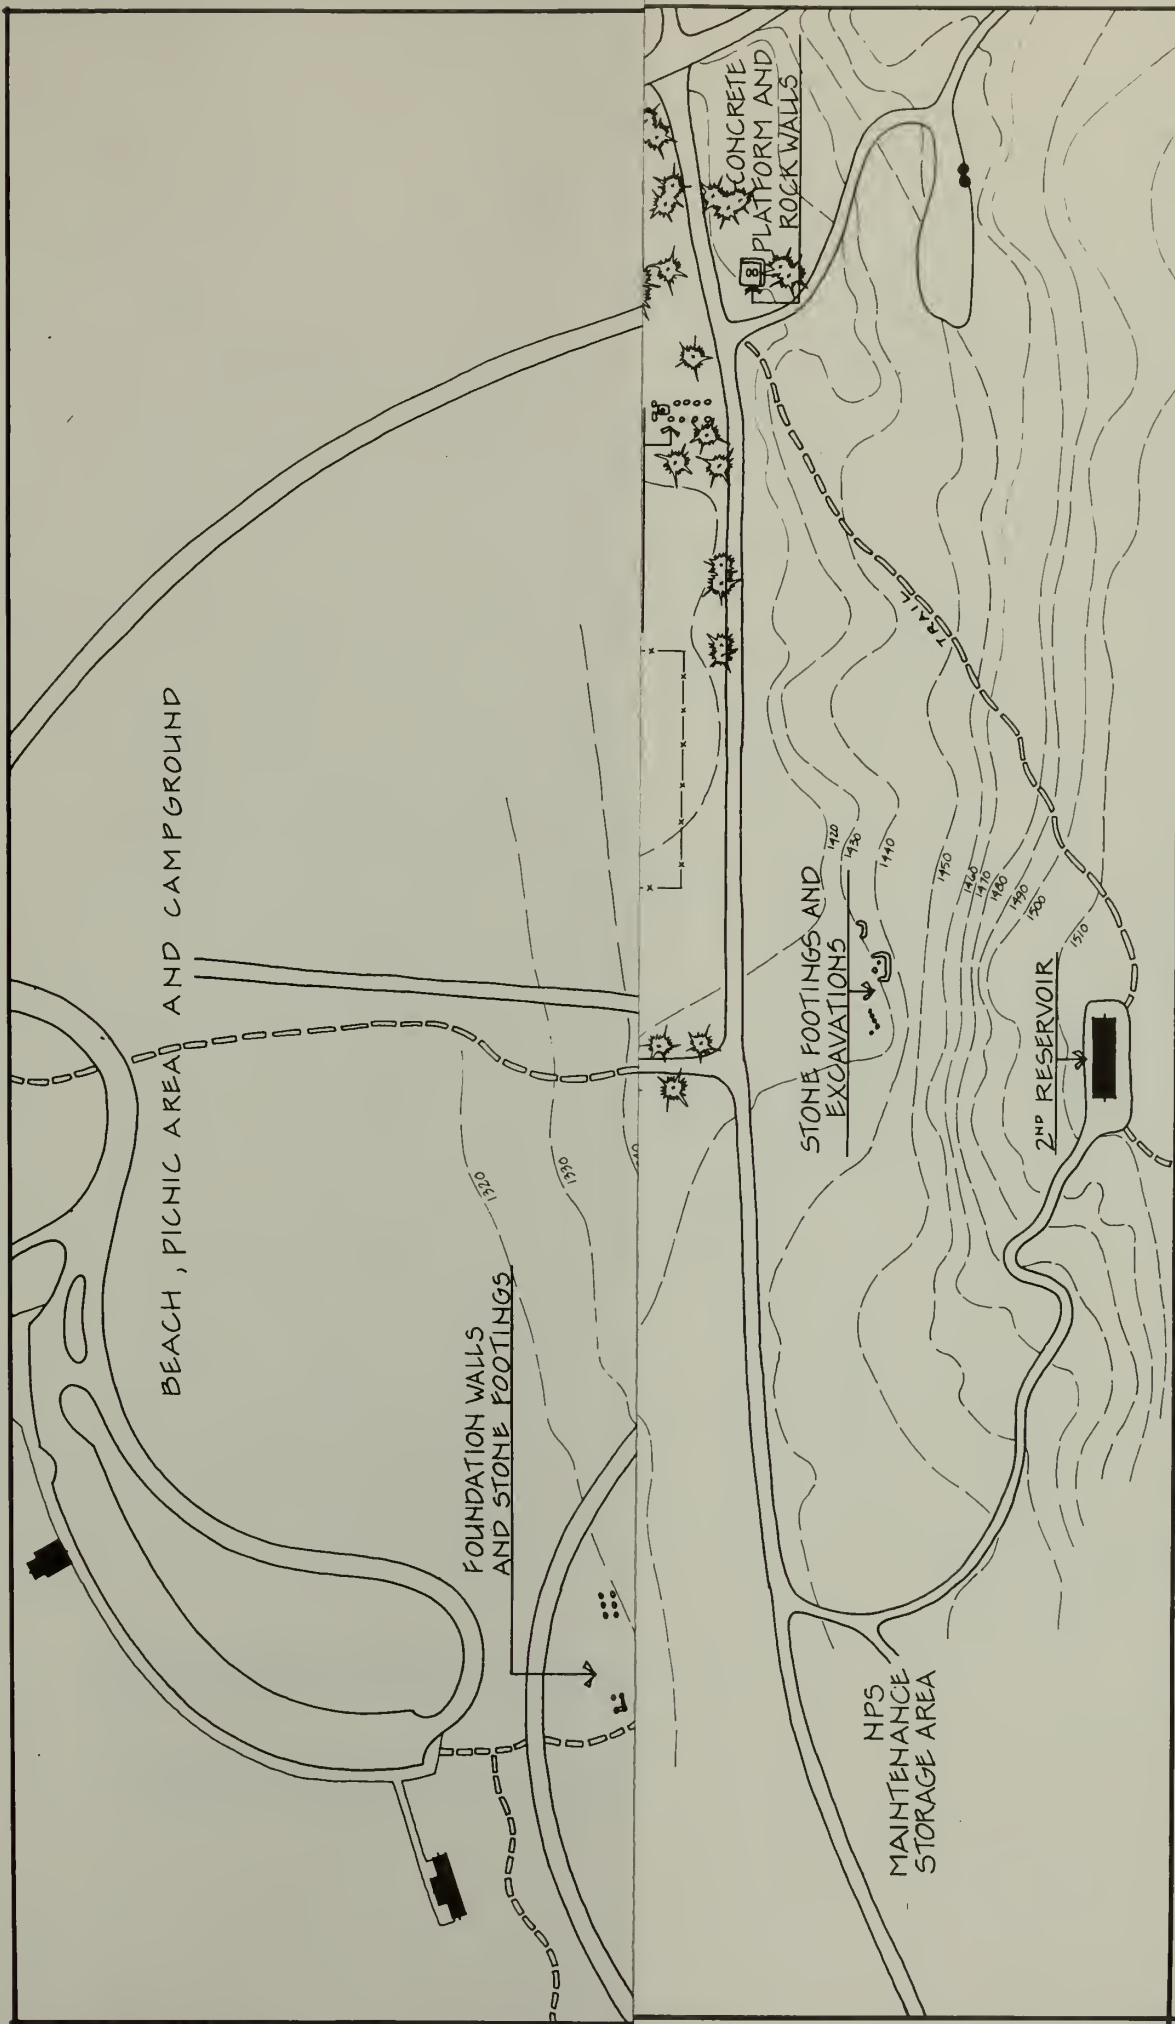 BEACH, PICNIC AREA AND CAMPGROUND
FOUNDATION WALLS
AND STONE FOOTINGS
1320
1330
CONCRETE
PLATFORM AND
ROCK WALLS
TRAIL
STONE FOOTINGS AND
EXCAVATIONS
1420
1430
1440
1450
1460
1470
1480
1490
1500
1510
2ND RESERVOIR
NPS
MAINTENANCE
STORAGE AREA